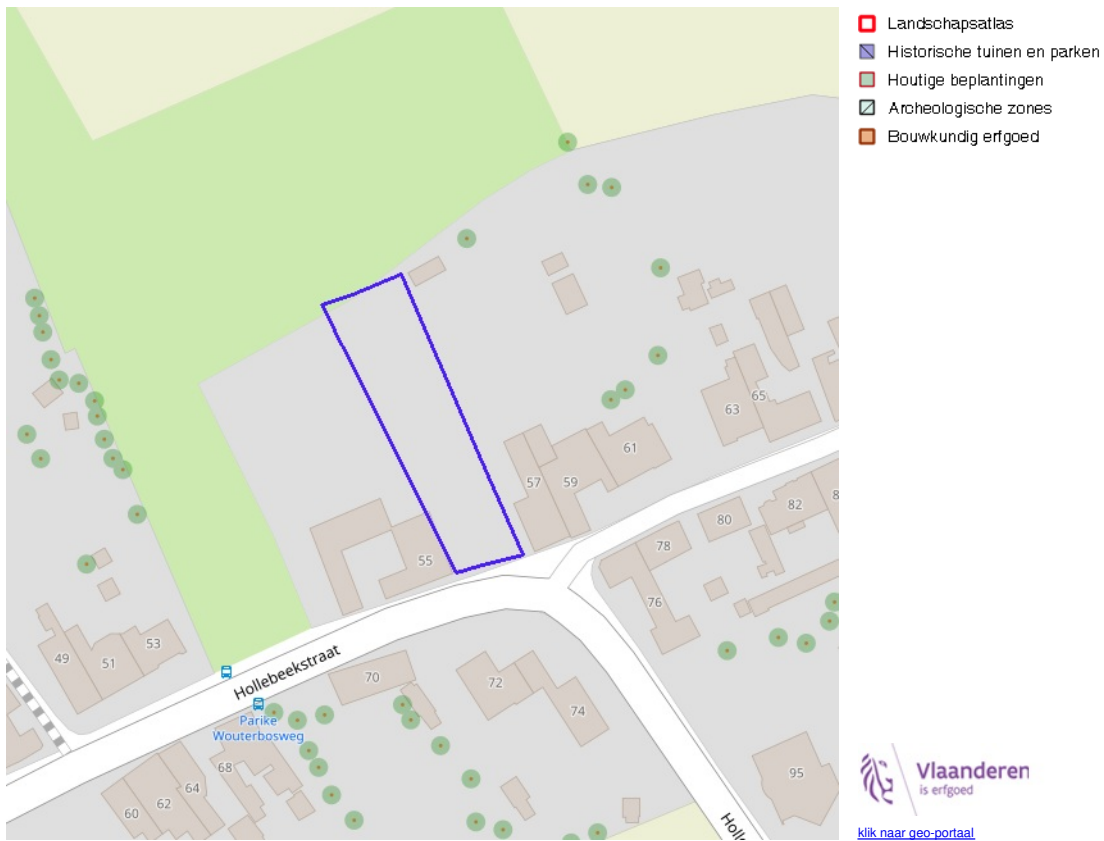 Landschapsatlas
Historische tuinen en parken
Houtige beplantingen
Archeologische zones
Bouwkundig erfgoed
65
63
61
57
59
82
80
78
55
76
53
49
51
Hollebeekstraat
70
72
Parike
Wouterbosweg
74
68
64
62
60
95
Vlaanderen
is erfgoed
klik naar geo-portaal